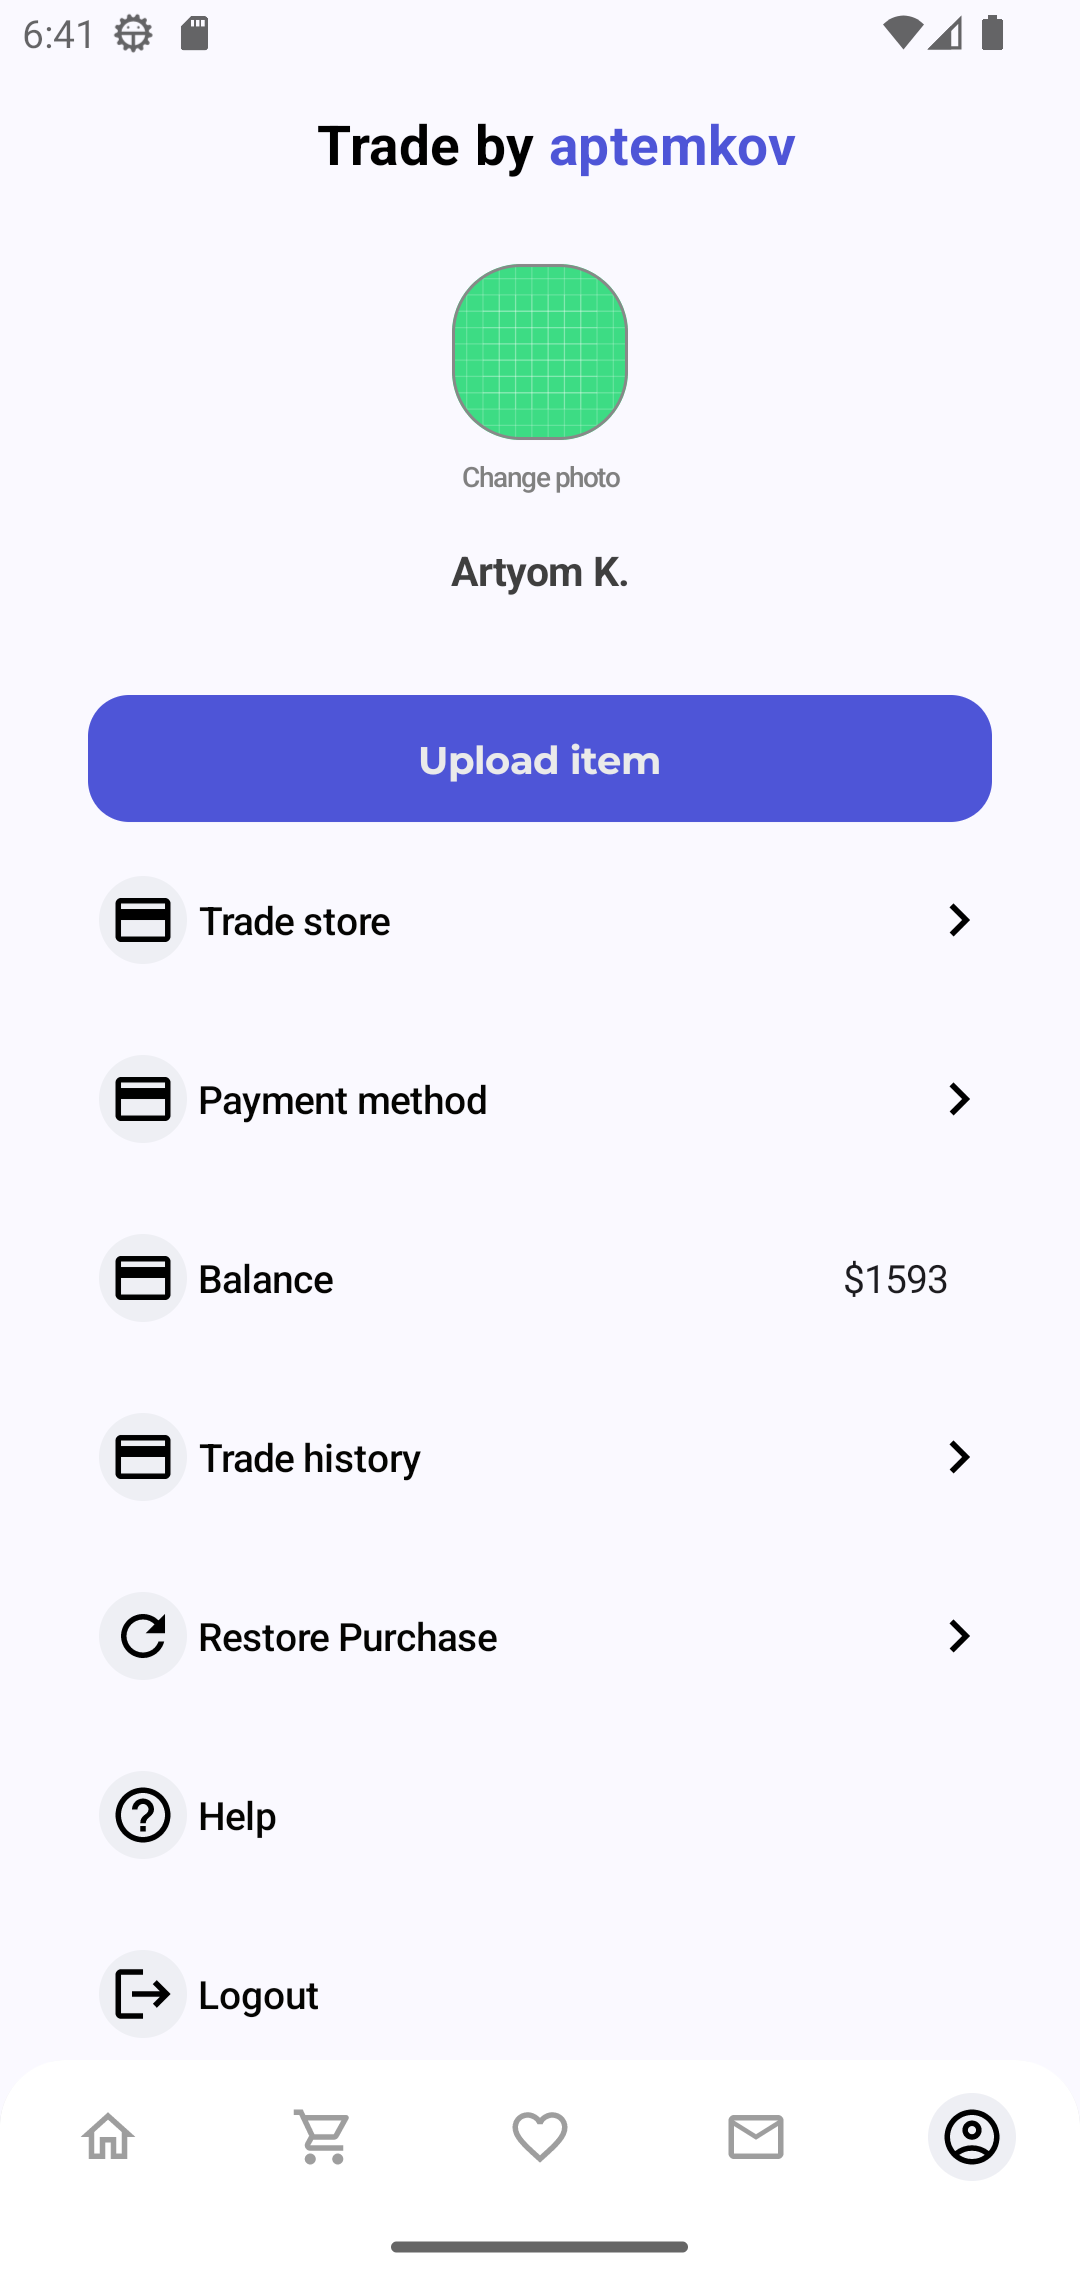 6:41
Trade by aptemkov
Change photo
Artyom K.
Upload item
Trade store
Payment method
Balance $1593
Trade history
Restore Purchase
Help
Logout